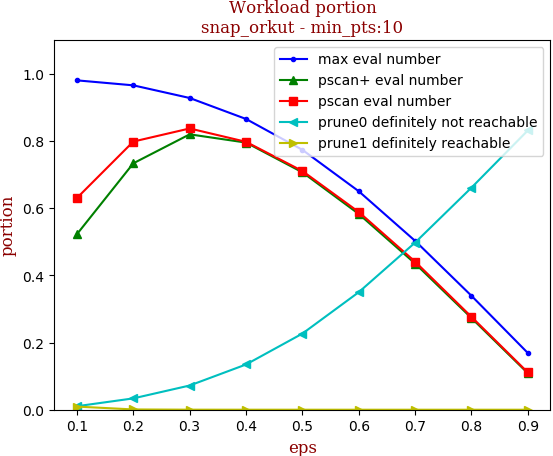 Workload portion
snap_orkut - min_pts:10
max eval number
pscan+ eval number
pscan eval number
prune0 definitely not reachable
prune1 definitely reachable
portion
1.0
0.8
0.6
0.4
0.2
0.0
0.1 0.2 0.3 0.4 0.5 0.6 0.7 0.8 0.9
eps